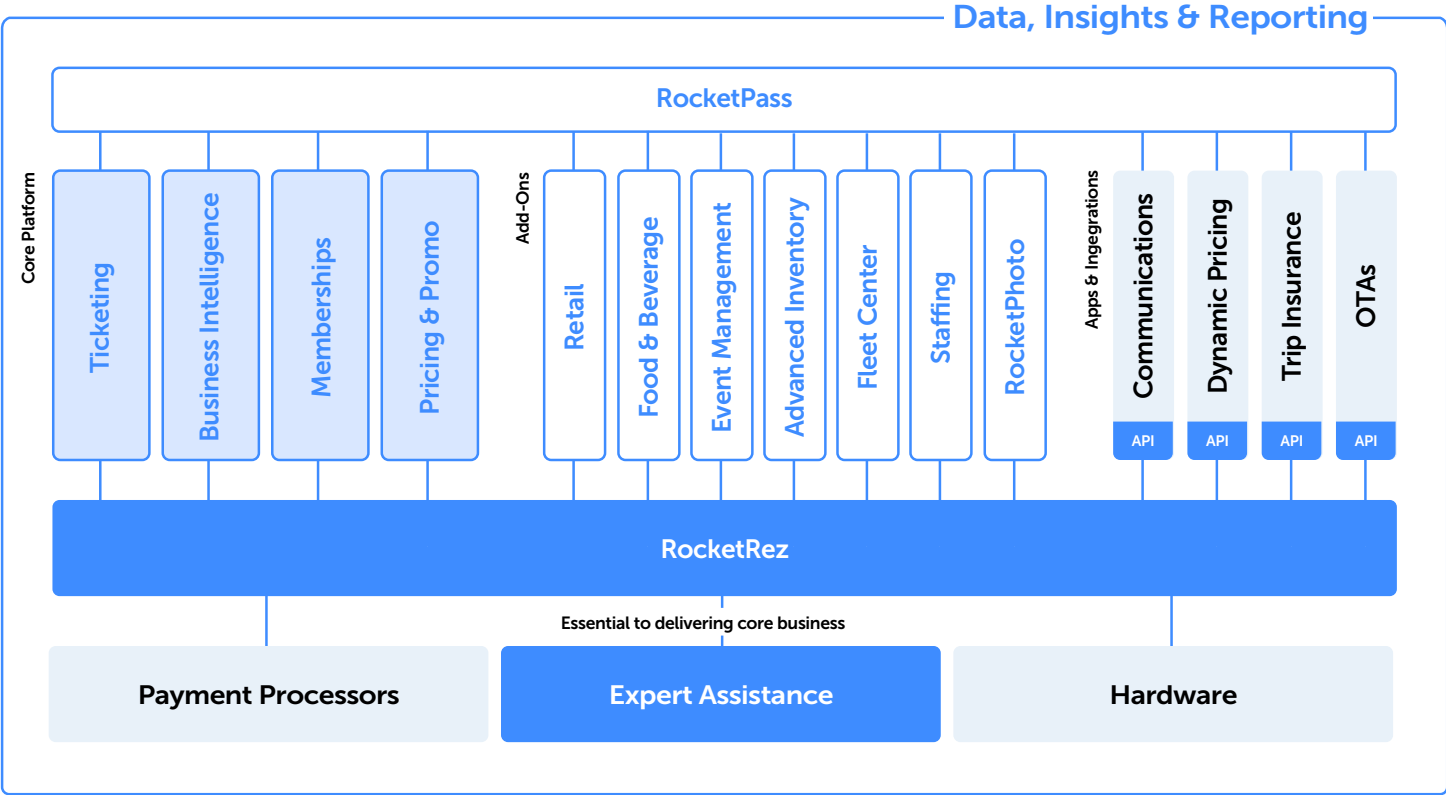 Data, Insights & Reporting
RocketPass
Core Platform
Ticketing
Business Intelligence
Memberships
Pricing & Promo
Add-Ons
Retail
Food & Beverage
Event Management
Advanced Inventory
Fleet Center
Staffing
RocketPhoto
Apps & Ingegrations
Communications
API
Dynamic Pricing
API
Trip Insurance
API
OTAs
API
RocketRez
Essential to delivering core business
Payment Processors
Expert Assistance
Hardware